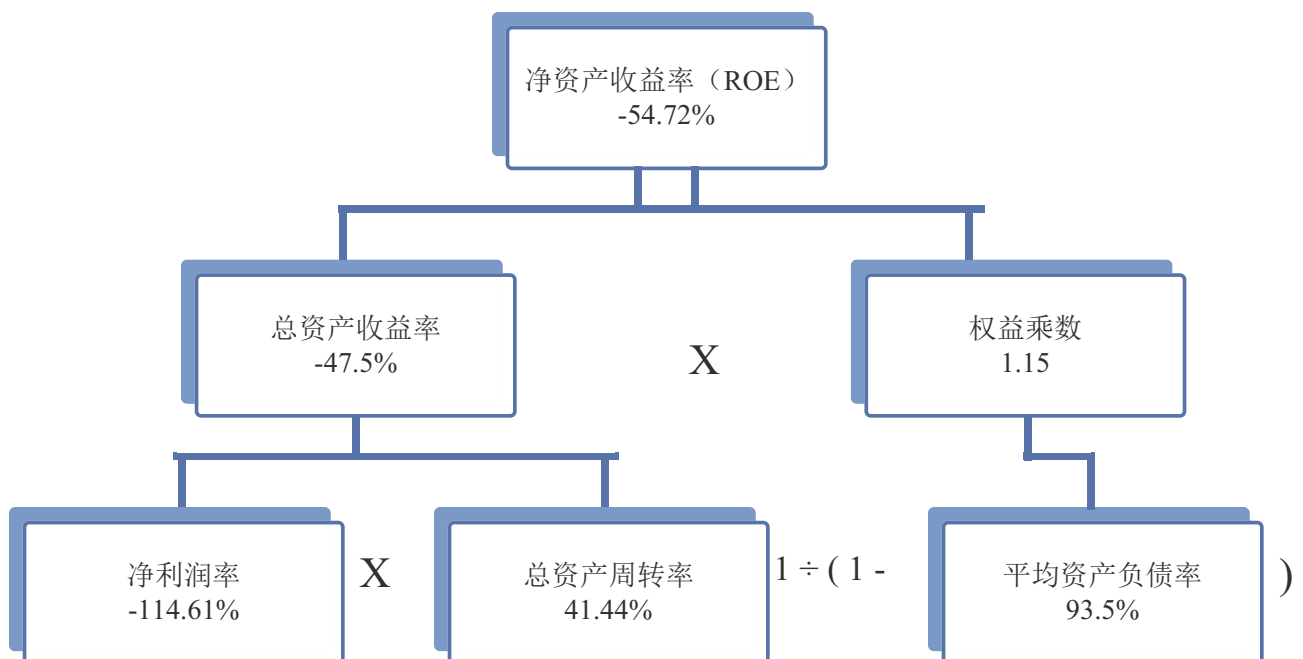 净资产收益率（ROE）
-54.72%
总资产收益率
-47.5%
X
权益乘数
1.15
净利润率
-114.61%
X
总资产周转率
41.44%
1 ÷ ( 1 -
平均资产负债率
93.5%
)